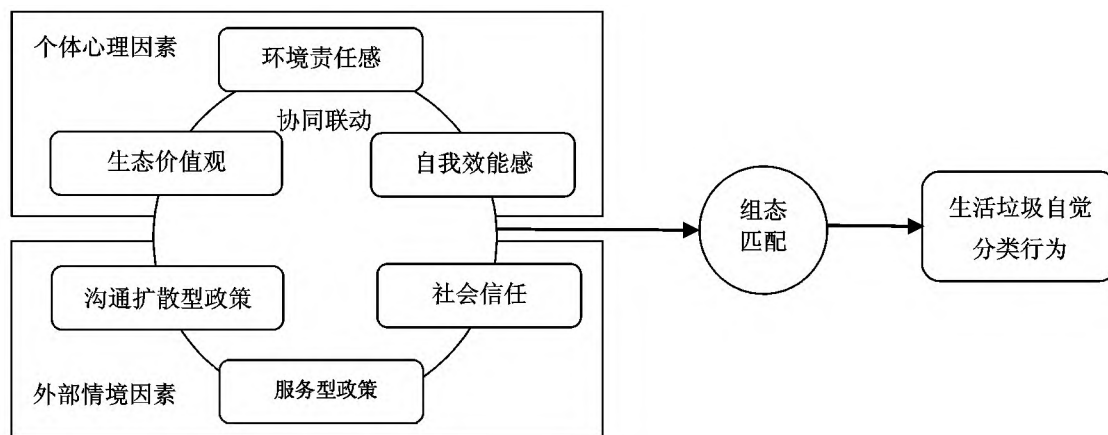 个体心理因素
环境责任感
协同联动
生态价值观
自我效能感
组态
匹配
生活垃圾自觉
分类行为
沟通扩散型政策
社会信任
服务型政策
外部情境因素